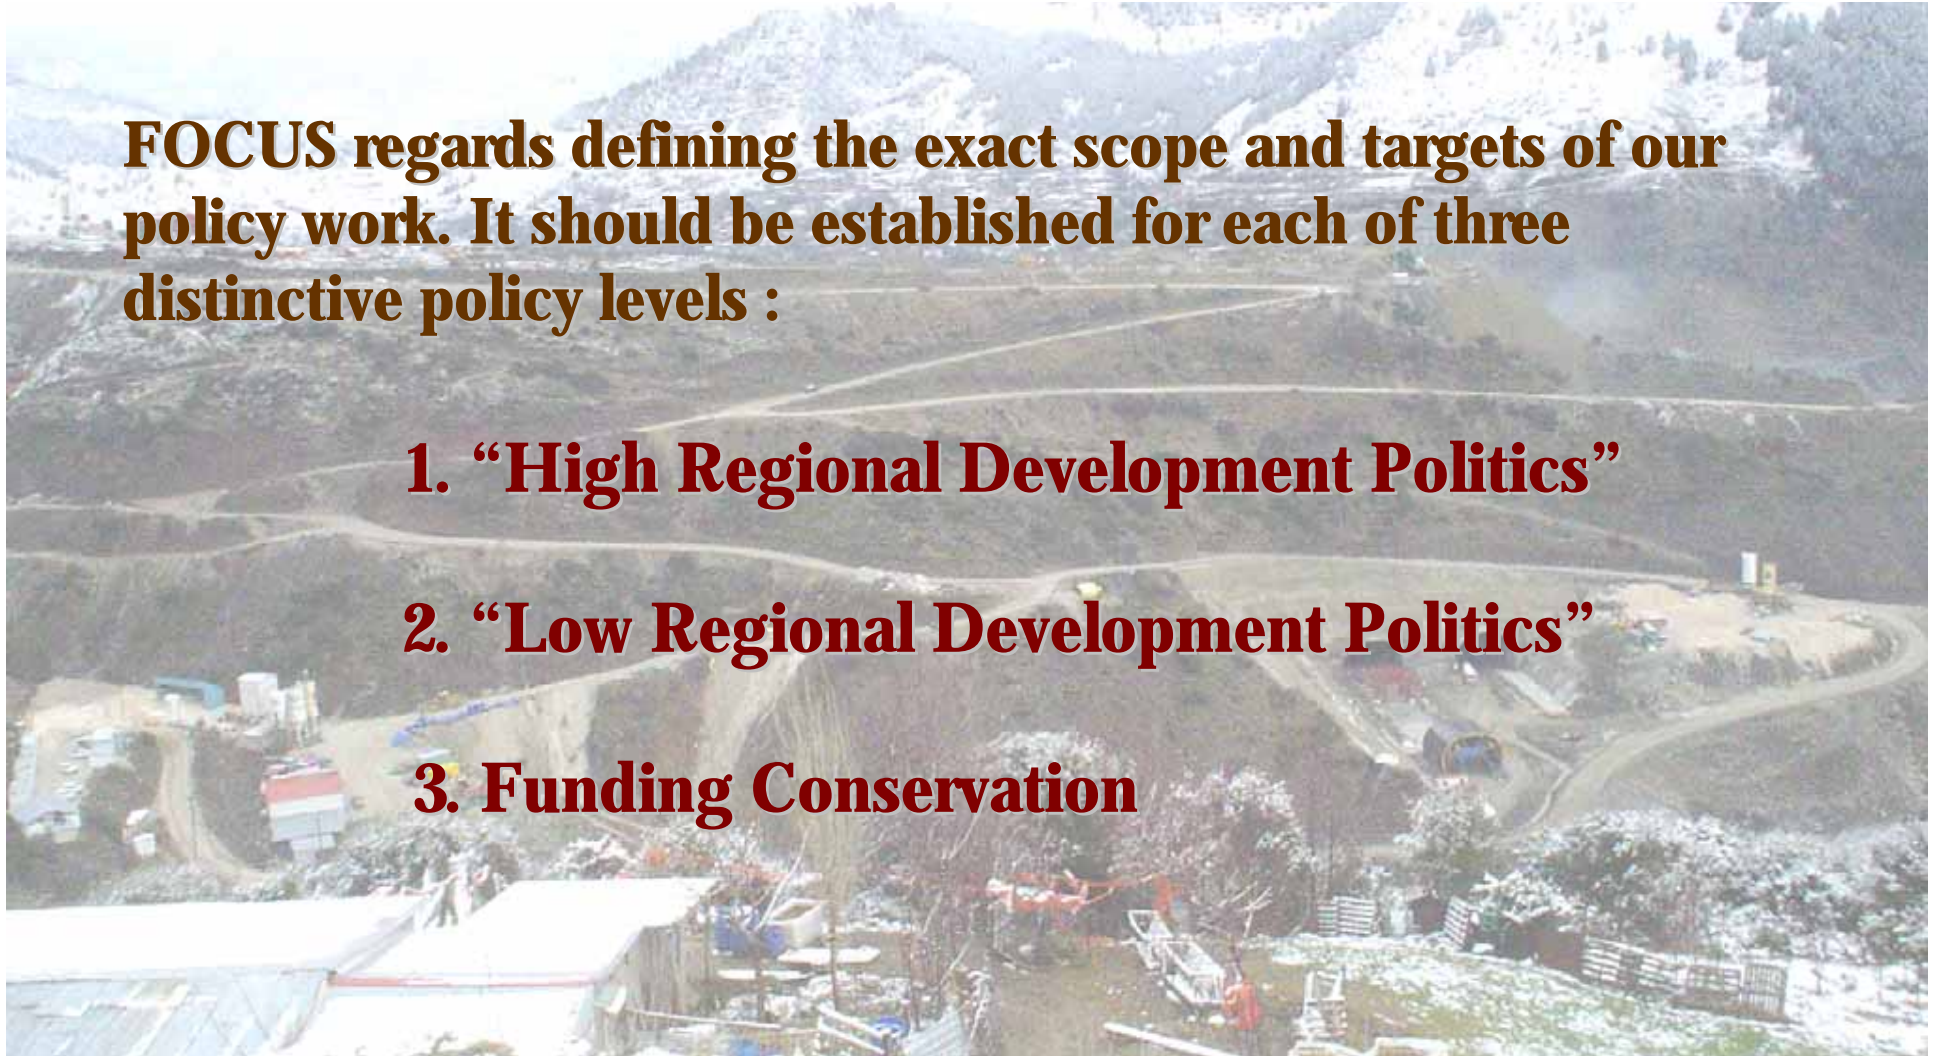 FOCUS regards defining the exact scope and targets of our
policy work. It should be established for each of three
distinctive policy levels :
1. “High Regional Development Politics”
2. “Low Regional Development Politics”
3. Funding Conservation